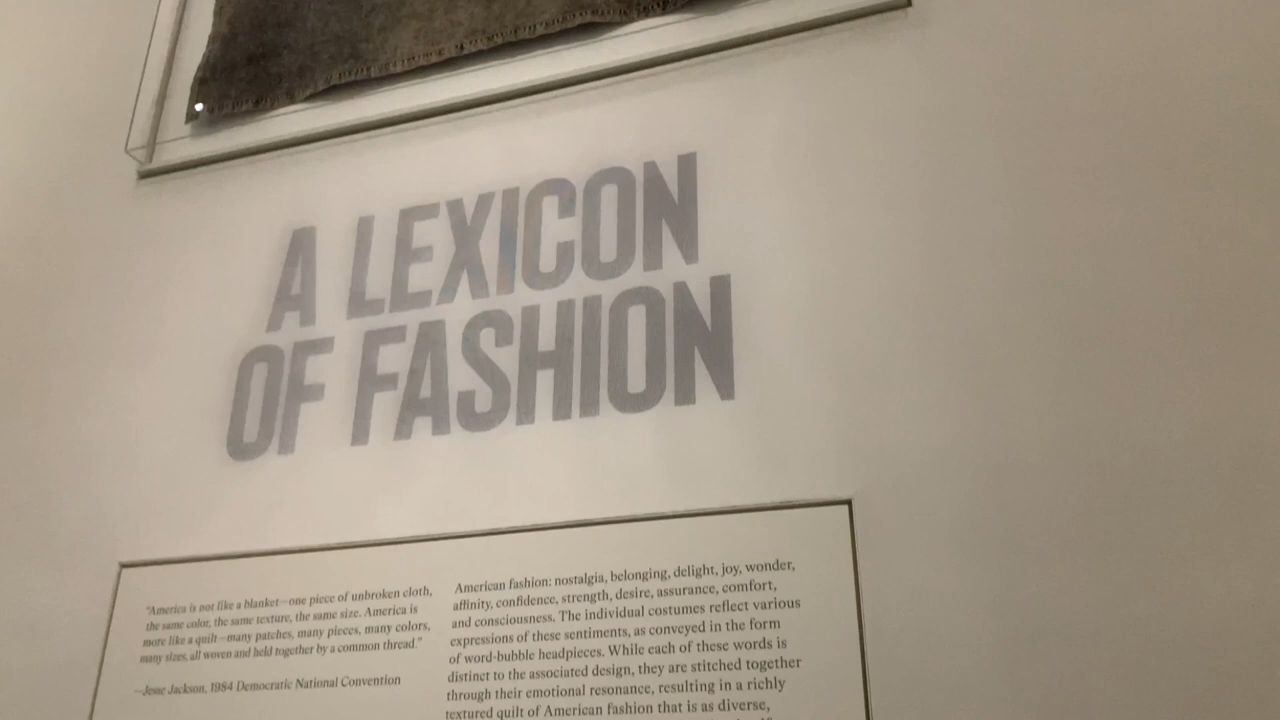 A LEXICON
OF FASHION
"America is not like a blanket—one piece of unbroken cloth,
the same color, the same texture, the same size. America is
more like a quilt—many patches, many pieces, many colors,
many sizes, all woven and held together by a common thread."
—Jesse Jackson, 1984 Democratic National Convention
American fashion: nostalgia, belonging, delight, joy, wonder,
affinity, confidence, strength, desire, assurance, comfort,
and consciousness. The individual costumes reflect various
expressions of these sentiments, as conveyed in the form
of word-bubble headpieces. While each of these words is
distinct to the associated design, they are stitched together
through their emotional resonance, resulting in a richly
textured quilt of American fashion that is as diverse,